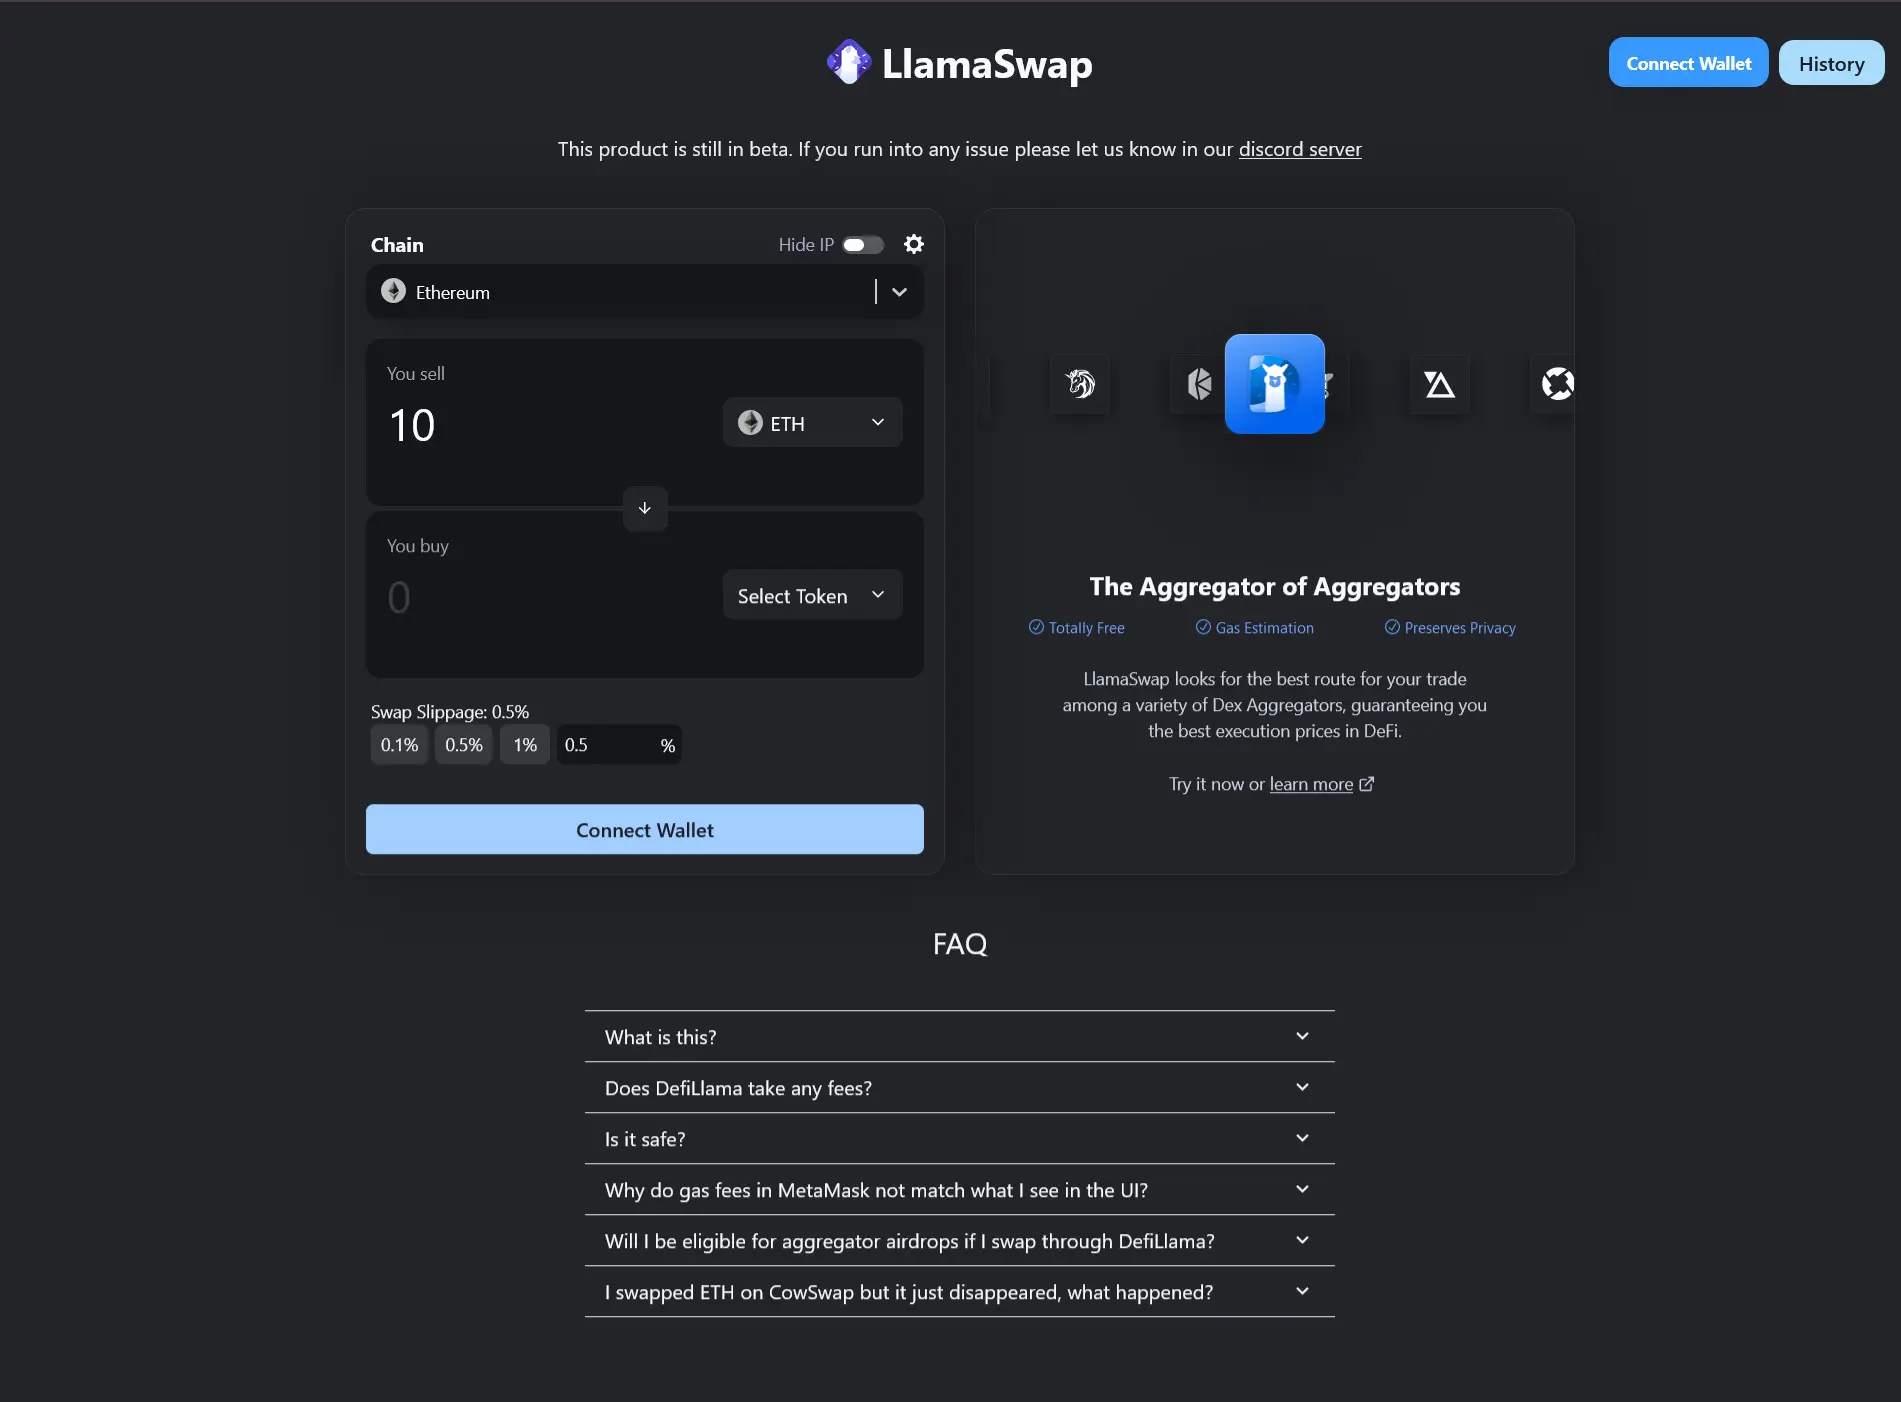 LlamaSwap
Connect Wallet
History
This product is still in beta. If you run into any issue please let us know in our discord server
Chain
Hide IP
Ethereum
You sell
10
ETH
You buy
0
Select Token
Swap Slippage: 0.5%
0.1%
0.5%
1%
0.5
%
Connect Wallet
The Aggregator of Aggregators
Totally Free
Gas Estimation
Preserves Privacy
LlamaSwap looks for the best route for your trade
among a variety of Dex Aggregators, guaranteeing you
the best execution prices in DeFi.
Try it now or learn more
FAQ
What is this?
Does DefiLlama take any fees?
Is it safe?
Why do gas fees in MetaMask not match what I see in the UI?
Will I be eligible for aggregator airdrops if I swap through DefiLlama?
I swapped ETH on CowSwap but it just disappeared, what happened?